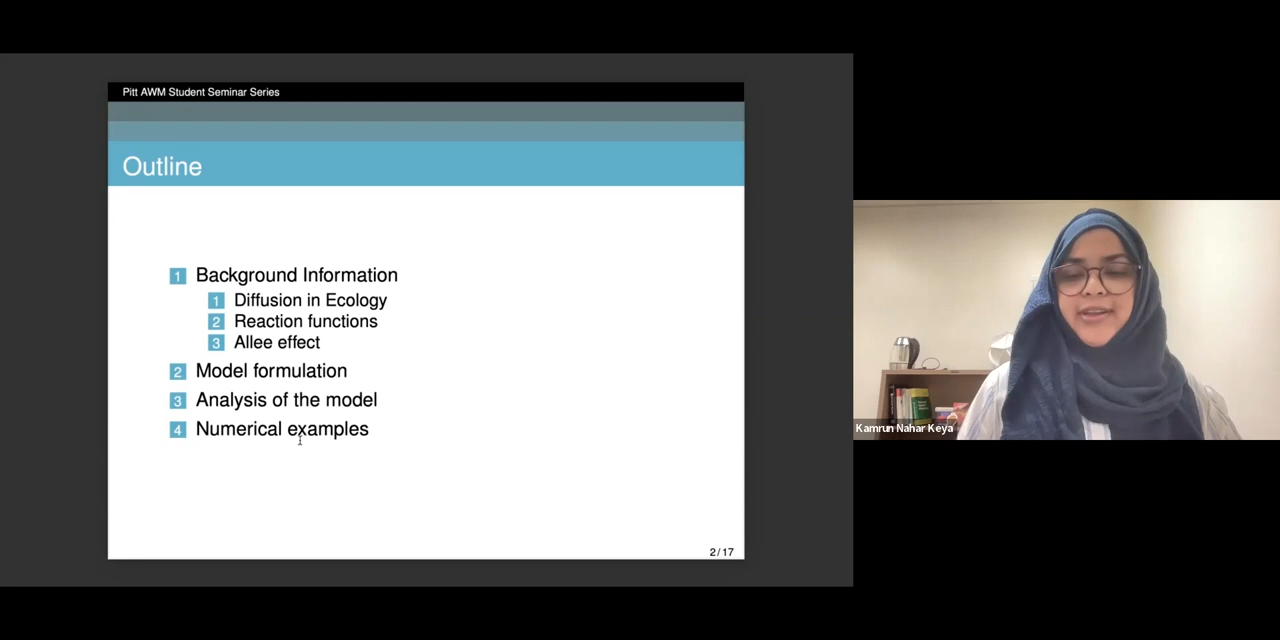 Pitt AWM Student Seminar Series
Outline
1 Background Information
1 Diffusion in Ecology
2 Reaction functions
3 Allee effect
2 Model formulation
3 Analysis of the model
4 Numerical examples
2/17
Kamrun Nahar Keya